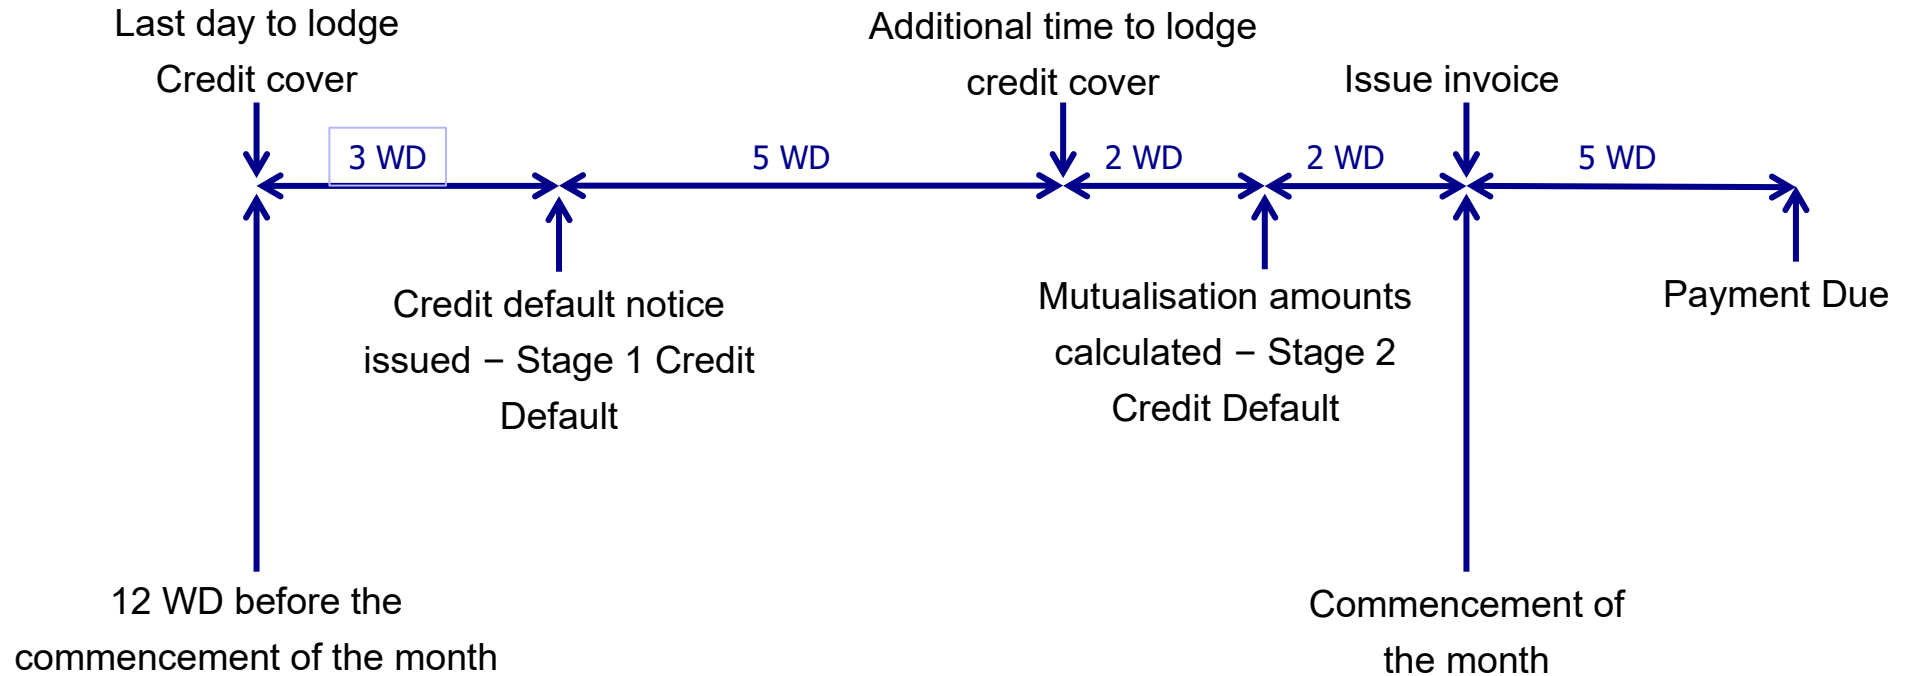 Last day to lodge
Credit cover
Additional time to lodge
credit cover
Issue invoice
3 WD
5 WD
2 WD
2 WD
5 WD
Credit default notice
issued – Stage 1 Credit
Default
Mutualisation amounts
calculated – Stage 2
Credit Default
Payment Due
12 WD before the
commencement of the month
Commencement of
the month